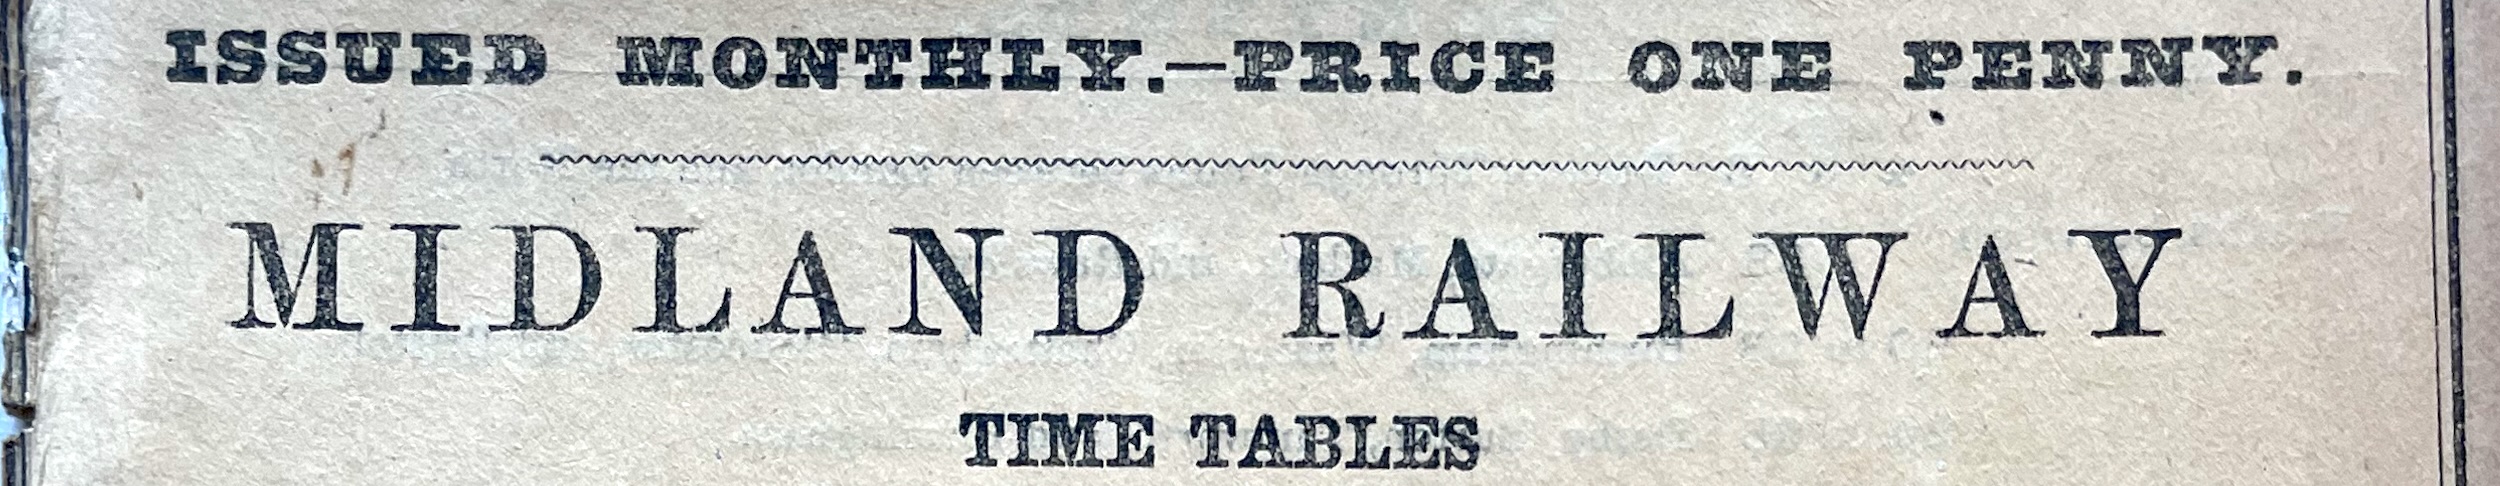 ISSUED MONTHLY.—PRICE ONE PENNY.
MIDLAND RAILWAY
TIME TABLES